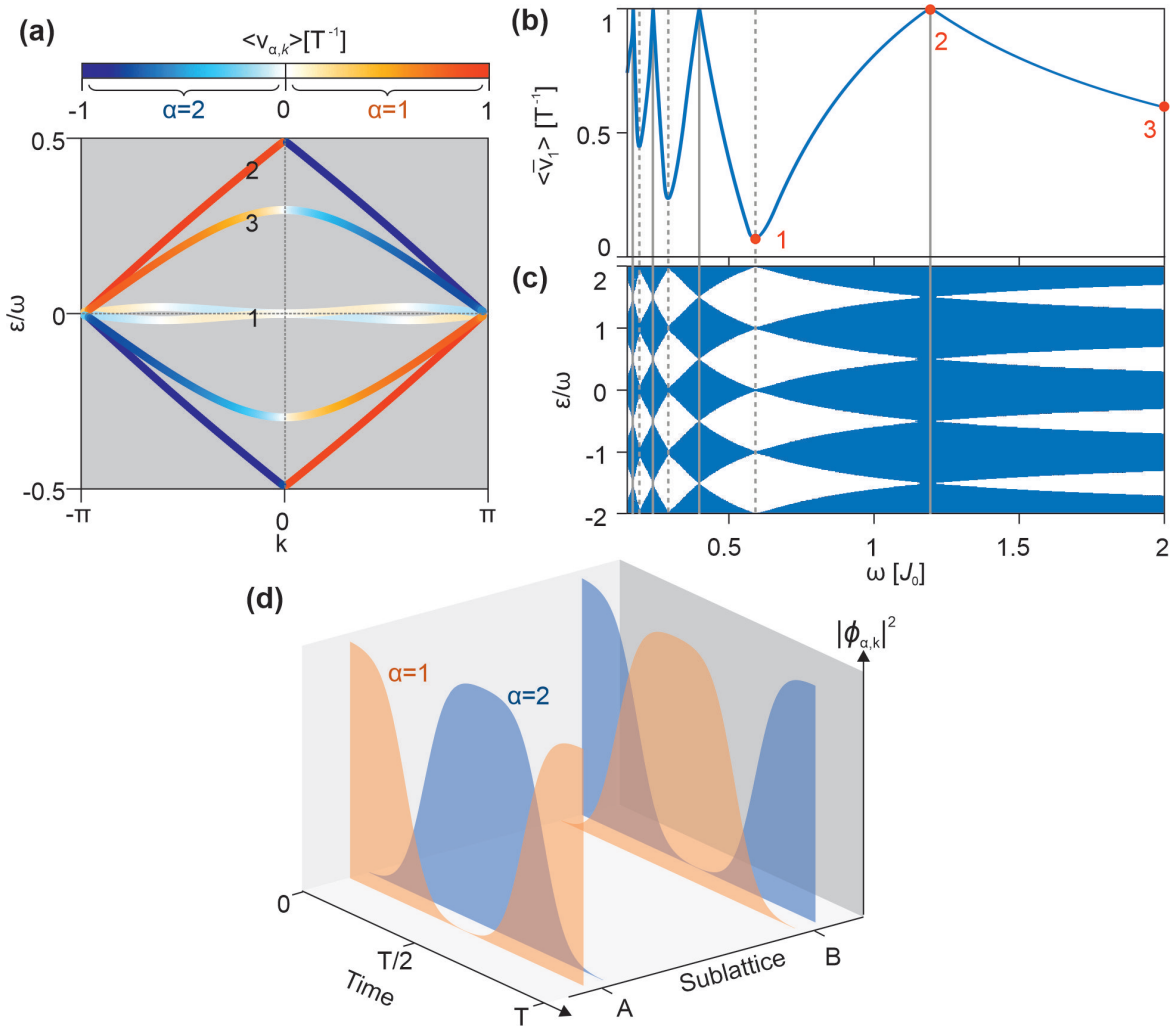 (a)
<v_α,k>[T⁻¹]
-1 α=2 0 α=1 1
0.5
2
3
ε/ω
0
1
-0.5
-π 0 π
k
(b)
1
2
<v̄₁> [T⁻¹]
0.5
3
1
0
(c)
2
1
ε/ω
0
-1
-2
0.5 1 1.5 2
ω [J₀]
(d)
|ϕ_α,k|²
α=1
α=2
0
T/2
Time
T
A
Sublattice
B